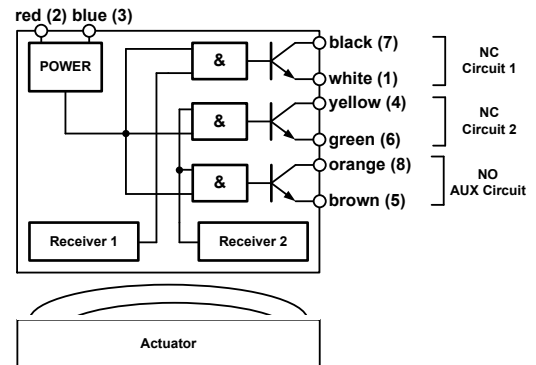 red (2) blue (3)
POWER
&
black (7)
white (1)
NC
Circuit 1
&
yellow (4)
green (6)
NC
Circuit 2
&
orange (8)
brown (5)
NO
AUX Circuit
Receiver 1
Receiver 2
Actuator